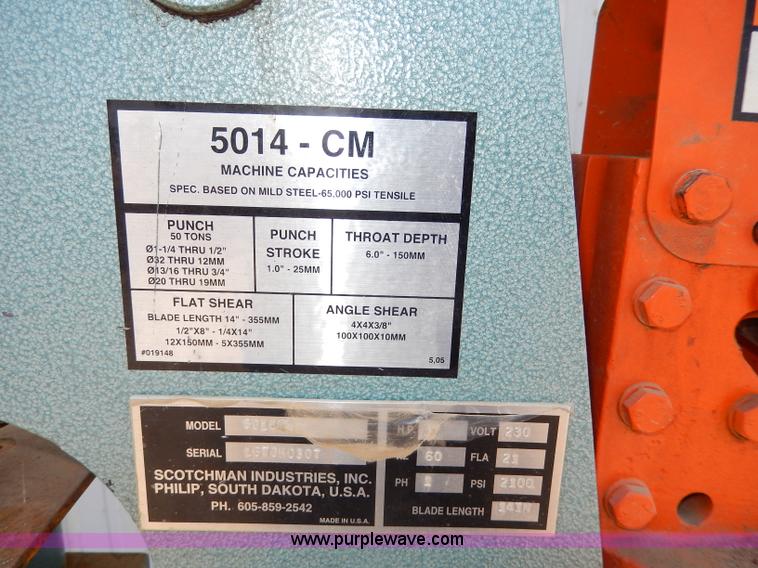 5014 - CM
MACHINE CAPACITIES
SPEC. BASED ON MILD STEEL-65,000 PSI TENSILE
PUNCH
50 TONS
Ø1-1/4 THRU 1/2"
Ø32 THRU 12MM
Ø13/16 THRU 3/4"
Ø20 THRU 19MM
PUNCH
STROKE
1.0" - 25MM
THROAT DEPTH
6.0" - 150MM
FLAT SHEAR
BLADE LENGTH 14" - 355MM
1/2"X8" - 1/4X14"
12X150MM - 5X355MM
#019148
ANGLE SHEAR
4X4X3/8"
100X100X10MM
5,05
MODEL
SERIAL
SCOTCHMAN INDUSTRIES, INC.
PHILIP, SOUTH DAKOTA, U.S.A.
PH. 605-859-2542
MADE IN U.S.A.
H.P. VOLT 230
60 FLA 21
PH 1 PSI 2100
BLADE LENGTH 14IN
www.purplewave.com